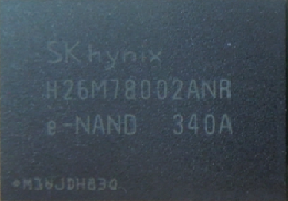 SK hynix
H26M78002ANR
e-NAND 340A